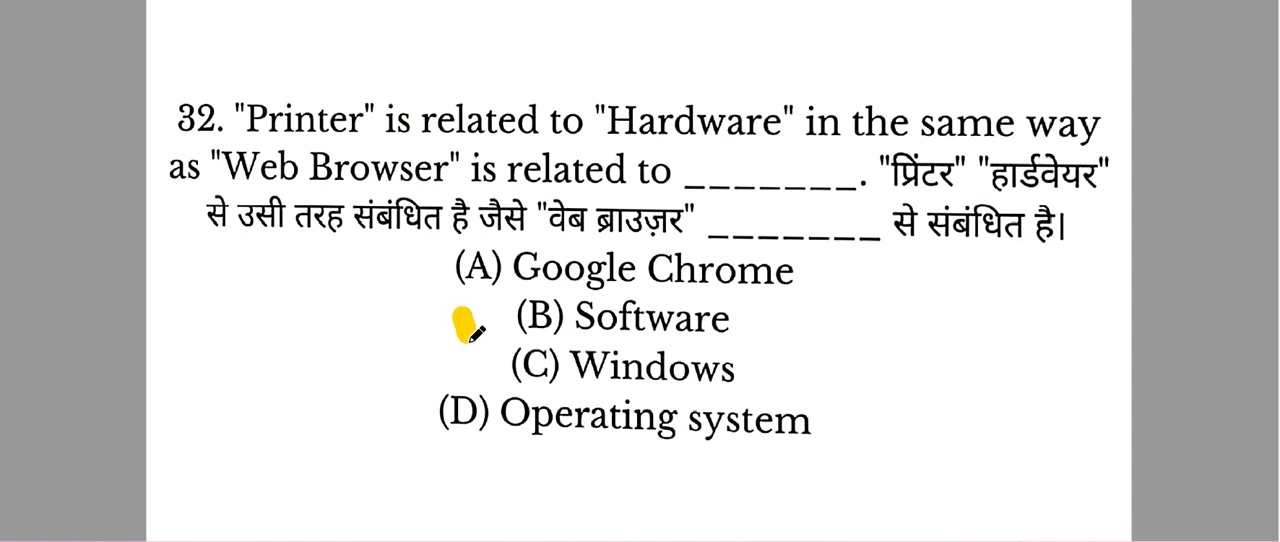 32. "Printer" is related to "Hardware" in the same way
as "Web Browser" is related to _______. "प्रिंटर" "हार्डवेयर"
से उसी तरह संबंधित है जैसे "वेब ब्राउज़र" _______ से संबंधित है।
(A) Google Chrome
(B) Software
(C) Windows
(D) Operating system